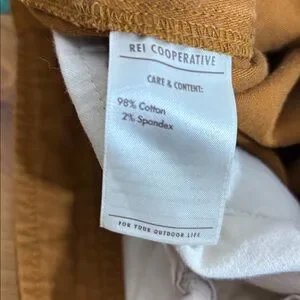 REI COOPERATIVE
CARE & CONTENT:
98% Cotton
2% Spandex
FOR YOUR OUTDOOR LIFE